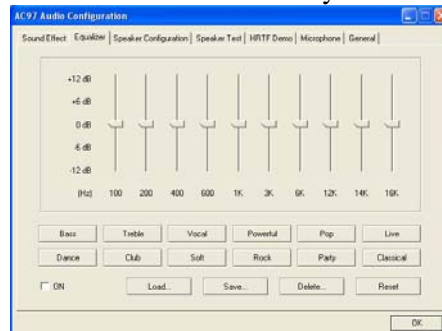 AC97 Audio Configuration
Sound Effect Equalizer Speaker Configuration Speaker Test HRTF Demo Microphone General
+12 dB
+6 dB
0 dB
-6 dB
-12 dB
(Hz) 100 200 400 600 1K 3K 6K 12K 14K 16K
Bass Treble Vocal Powerful Pop Live
Dance Club Soft Rock Party Classical
ON Load... Save... Delete... Reset
OK